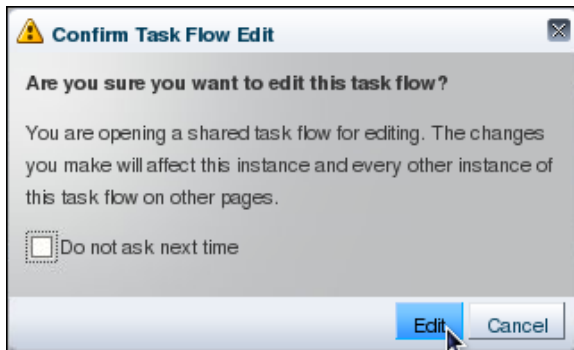 Confirm Task Flow Edit
Are you sure you want to edit this task flow?
You are opening a shared task flow for editing. The changes
you make will affect this instance and every other instance of
this task flow on other pages.
Do not ask next time
Edit Cancel